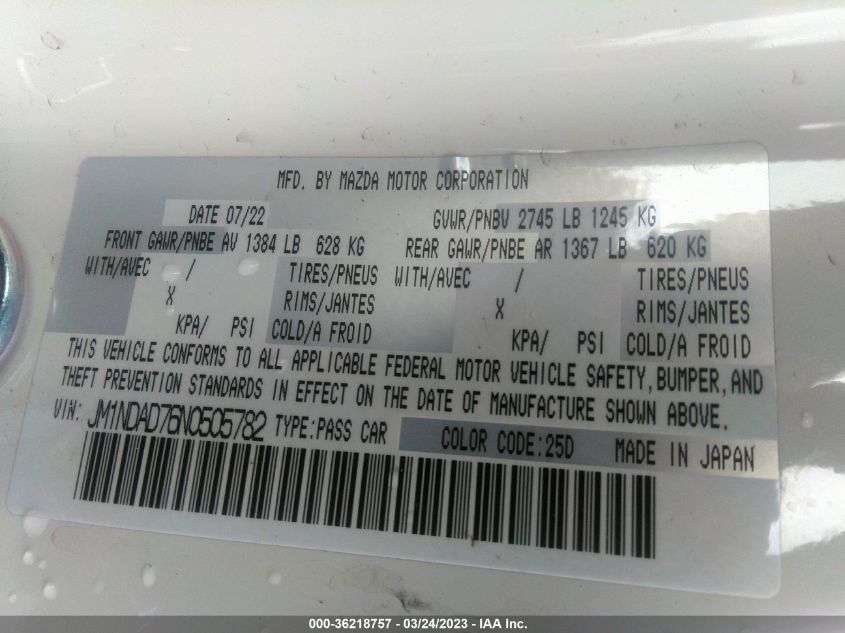 MFD. BY MAZDA MOTOR CORPORATION
DATE 07/22 GVWR/PNBV 2745 LB 1245 KG
FRONT GAWR/PNBE AV 1384 LB 628 KG REAR GAWR/PNBE AR 1367 LB 620 KG
WITH/AVEC / TIRES/PNEUS WITH/AVEC / TIRES/PNEUS
X RIMS/JANTES X RIMS/JANTES
KPA/ PSI COLD/A FROID KPA/ PSI COLD/A FROID
THIS VEHICLE CONFORMS TO ALL APPLICABLE FEDERAL MOTOR VEHICLE SAFETY, BUMPER, AND
THEFT PREVENTION STANDARDS IN EFFECT ON THE DATE OF MANUFACTURE SHOWN ABOVE.
VIN: JM1NDAD76N0505782 TYPE:PASS CAR COLOR CODE:25D MADE IN JAPAN
000-36218757 - 03/24/2023 - IAA Inc.